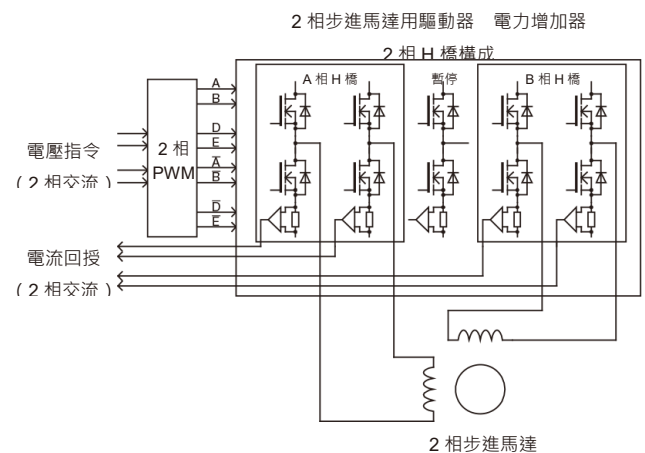 2 相步進馬達用驅動器 電力增加器
2 相 H 橋構成
A 相 H 橋
暫停
B 相 H 橋
A
B
D
E
A̅
B̅
D̅
E̅
2 相
PWM
電壓指令
( 2 相交流 )
電流回授
( 2 相交流 )
2 相步進馬達